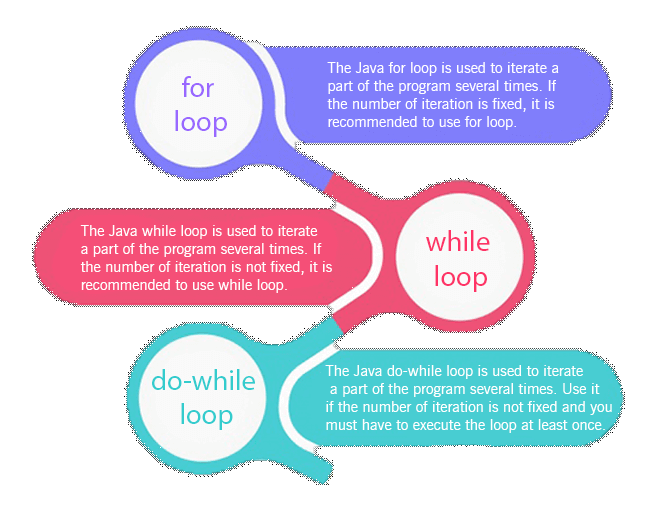 for
loop
The Java for loop is used to iterate a
part of the program several times. If
the number of iteration is fixed, it is
recommended to use for loop.
The Java while loop is used to iterate
a part of the program several times. If
the number of iteration is not fixed, it is
recommended to use while loop.
while
loop
do-while
loop
The Java do-while loop is used to iterate
a part of the program several times. Use it
if the number of iteration is not fixed and you
must have to execute the loop at least once.